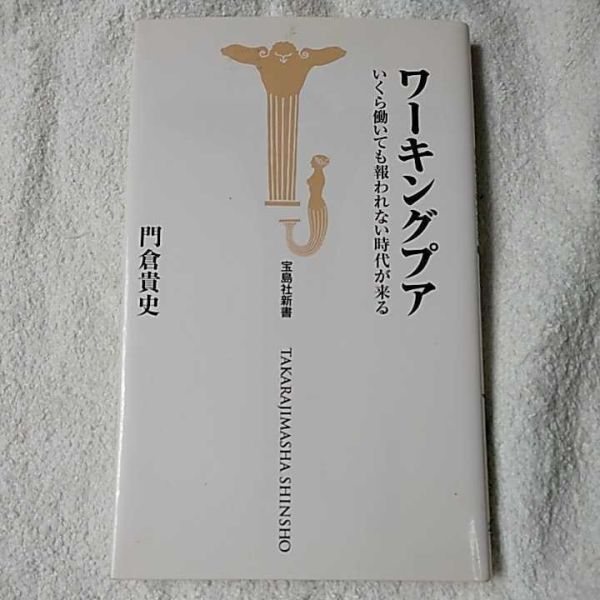 ワーキングプア
いくら働いても報われない時代が来る
門倉貴史
宝島社新書
TAKARAJIMASHA SHINSHO